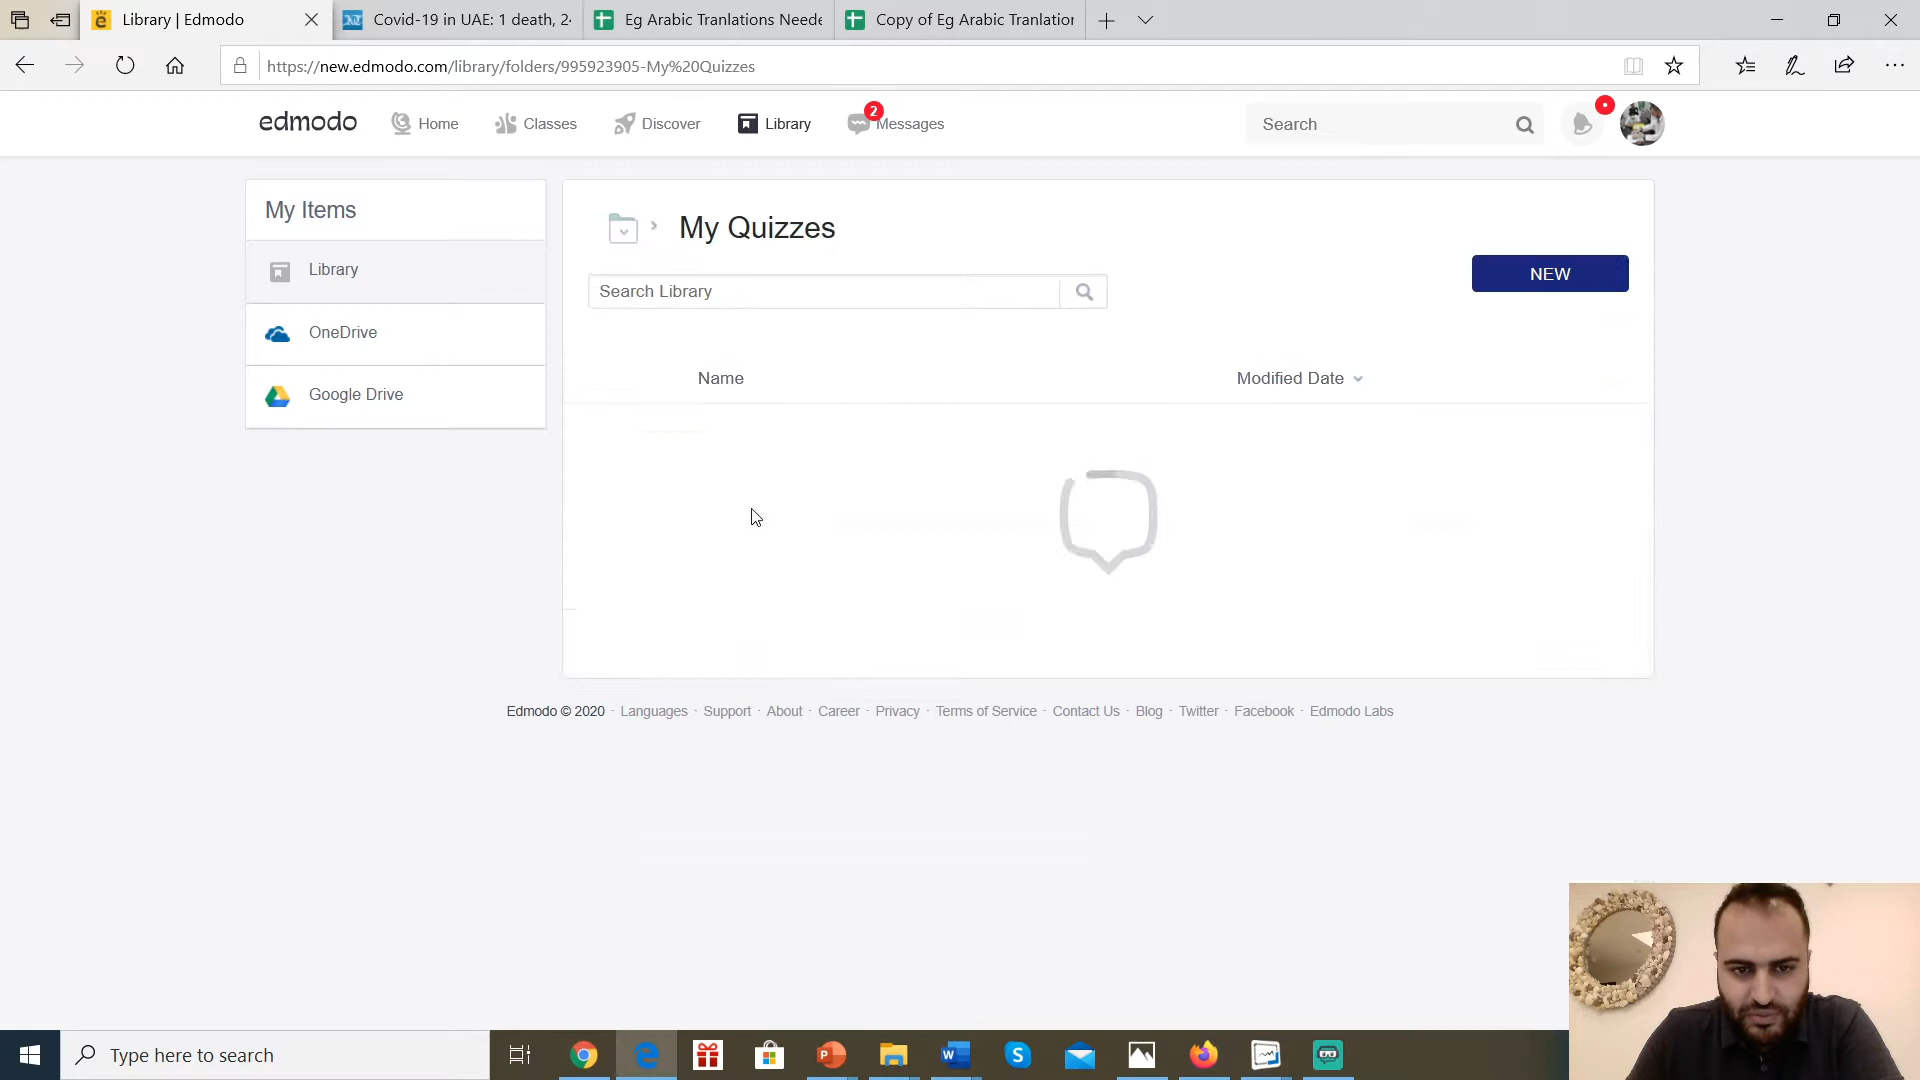 Library | Edmodo
Covid-19 in UAE: 1 death, 24
Eg Arabic Tranlations Neede
Copy of Eg Arabic Tranlation
https://new.edmodo.com/library/folders/995923905-My%20Quizzes
edmodo
Home
Classes
Discover
Library
2
Messages
Search
My Items
Library
OneDrive
Google Drive
My Quizzes
Search Library
NEW
Name
Modified Date
Edmodo © 2020 · Languages · Support · About · Career · Privacy · Terms of Service · Contact Us · Blog · Twitter · Facebook · Edmodo Labs
Type here to search